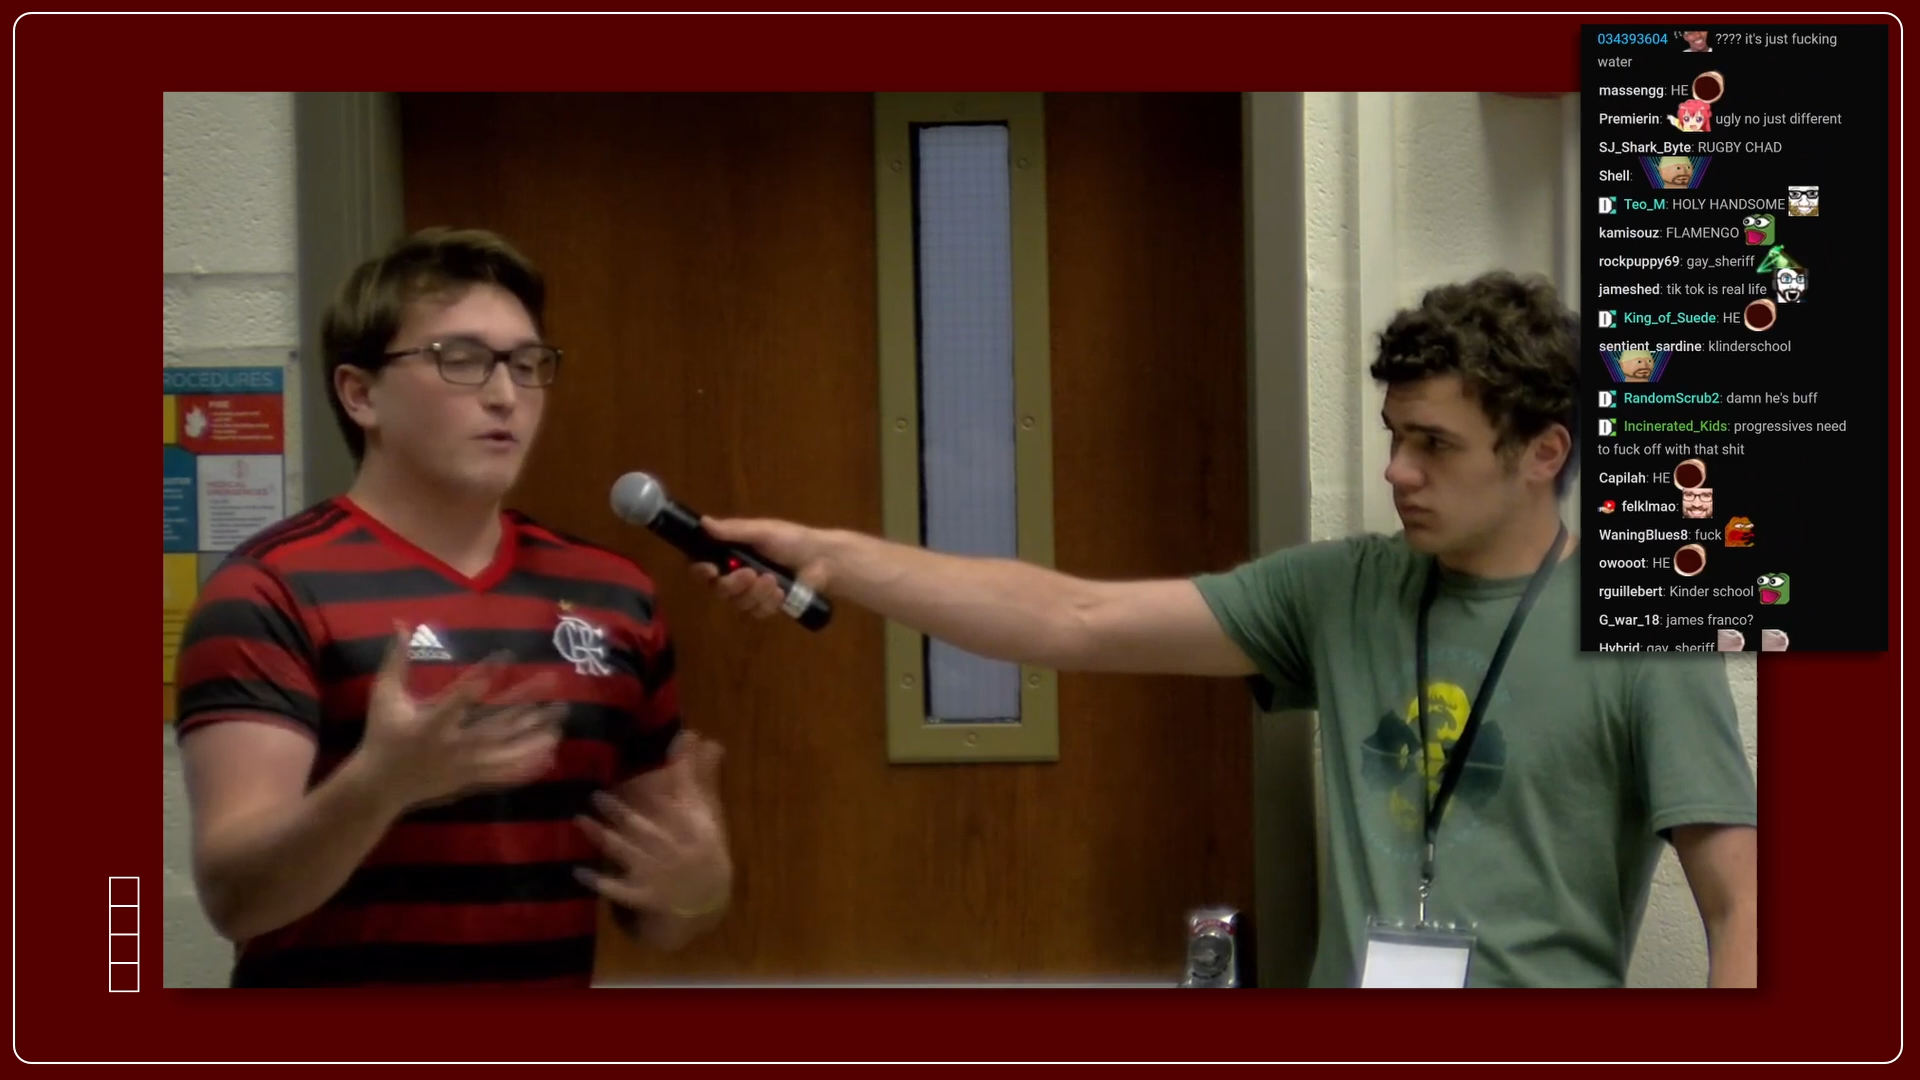 ROCEDURES
FIRE
MEDICAL
EMERGENCIES
adidas
034393604 ???? it's just fucking
water
massengg: HE
Premierin: ugly no just different
SJ_Shark_Byte: RUGBY CHAD
Shell:
Teo_M: HOLY HANDSOME
kamisouz: FLAMENGO
rockpuppy69: gay_sheriff
jameshed: tik tok is real life
King_of_Suede: HE
sentient_sardine: klinderschool
RandomScrub2: damn he's buff
Incinerated_Kids: progressives need
to fuck off with that shit
Capilah: HE
felklmao:
WaningBlues8: fuck
owooot: HE
rguillebert: Kinder school
G_war_18: james franco?
Hybrid: gay_sheriff